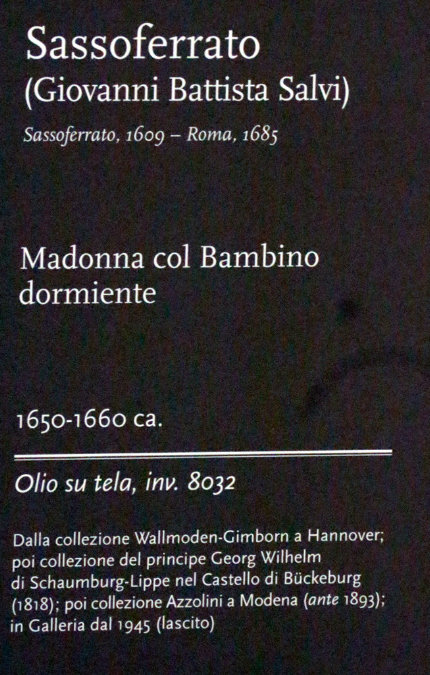 Sassoferrato
(Giovanni Battista Salvi)
Sassoferrato, 1609 – Roma, 1685
Madonna col Bambino
dormiente
1650-1660 ca.
Olio su tela, inv. 8032
Dalla collezione Wallmoden-Gimborn a Hannover;
poi collezione del principe Georg Wilhelm
di Schaumburg-Lippe nel Castello di Bückeburg
(1818); poi collezione Azzolini a Modena (ante 1893);
in Galleria dal 1945 (lascito)